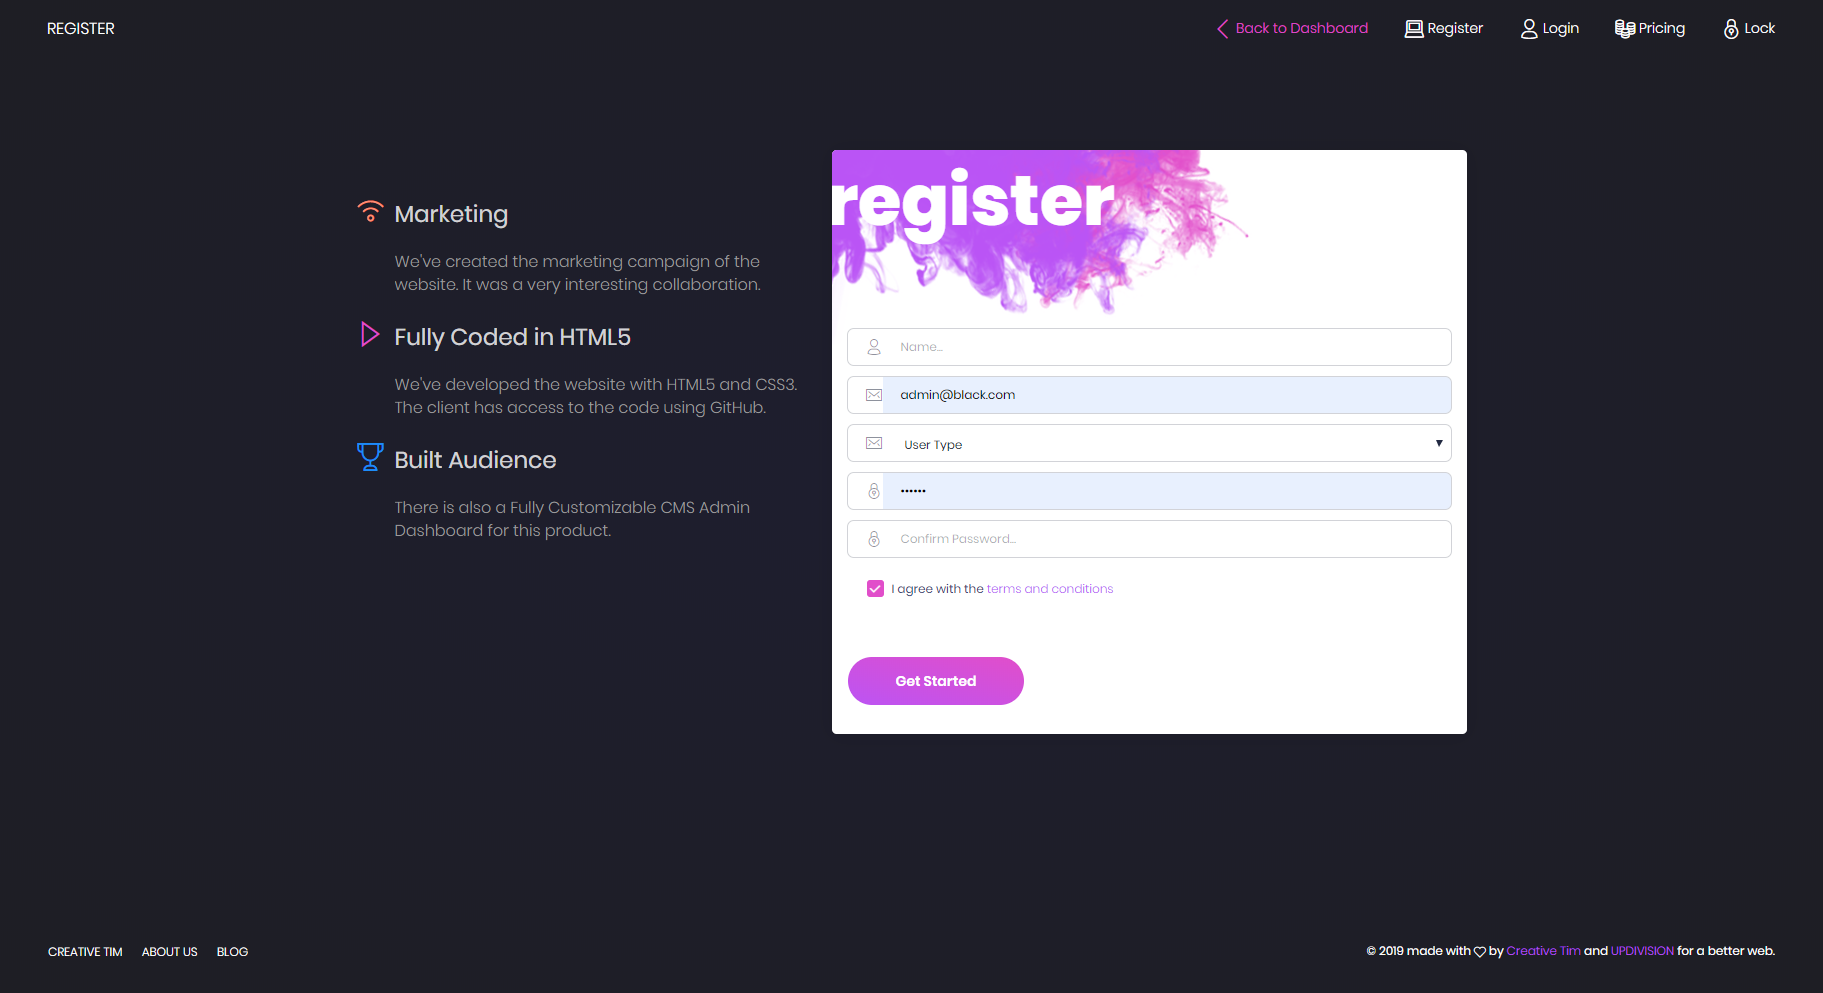 REGISTER
Back to Dashboard
Register
Login
Pricing
Lock
Marketing
We've created the marketing campaign of the
website. It was a very interesting collaboration.
Fully Coded in HTML5
We've developed the website with HTML5 and CSS3.
The client has access to the code using GitHub.
Built Audience
There is also a Fully Customizable CMS Admin
Dashboard for this product.
register
Name...
admin@black.com
User Type
••••••
Confirm Password...
I agree with the terms and conditions
Get Started
CREATIVE TIM
ABOUT US
BLOG
© 2019 made with ♡ by Creative Tim and UPDIVISION for a better web.